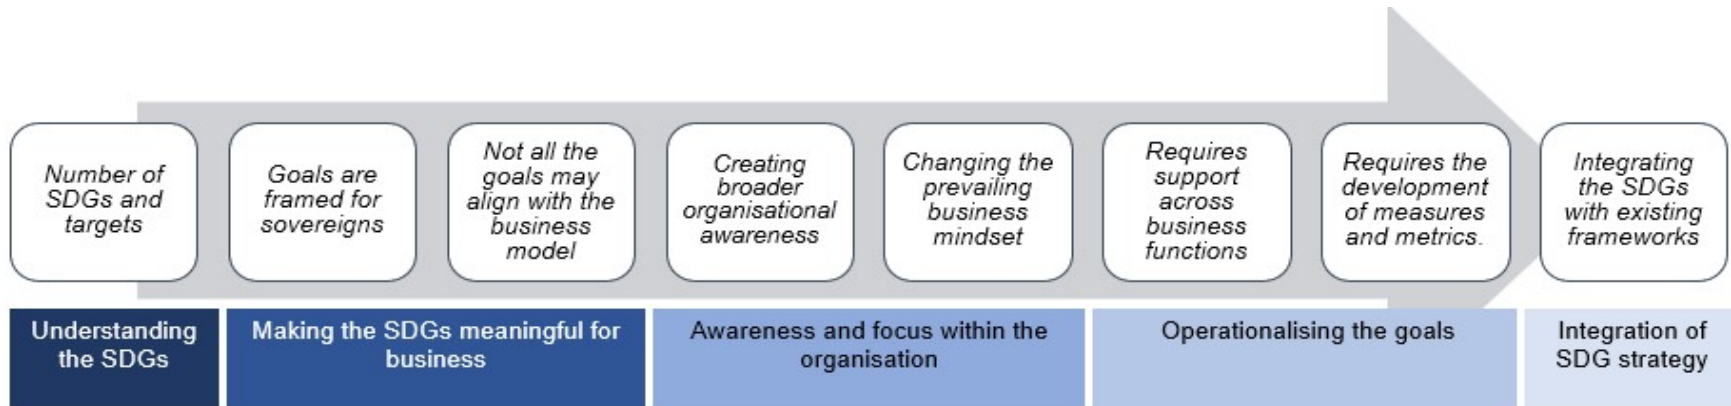 Number of
SDGs and
targets
Goals are
framed for
sovereigns
Not all the
goals may
align with the
business
model
Creating
broader
organisational
awareness
Changing the
prevailing
business
mindset
Requires
support
across
business
functions
Requires the
development
of measures
and metrics.
Integrating
the SDGs
with existing
frameworks
Understanding
the SDGs
Making the SDGs meaningful for
business
Awareness and focus within the
organisation
Operationalising the goals
Integration of
SDG strategy